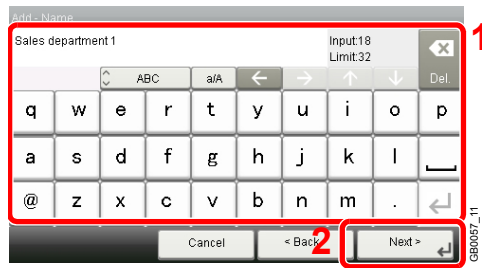 Add - Name
Sales department 1
Input:18
Limit:32
1
ABC a/A ← → ↑ ↓ Del.
q w e r t y u i o p
a s d f g h j k l
@ z x c v b n m .
Cancel < Back 2 Next >
GB0057_11